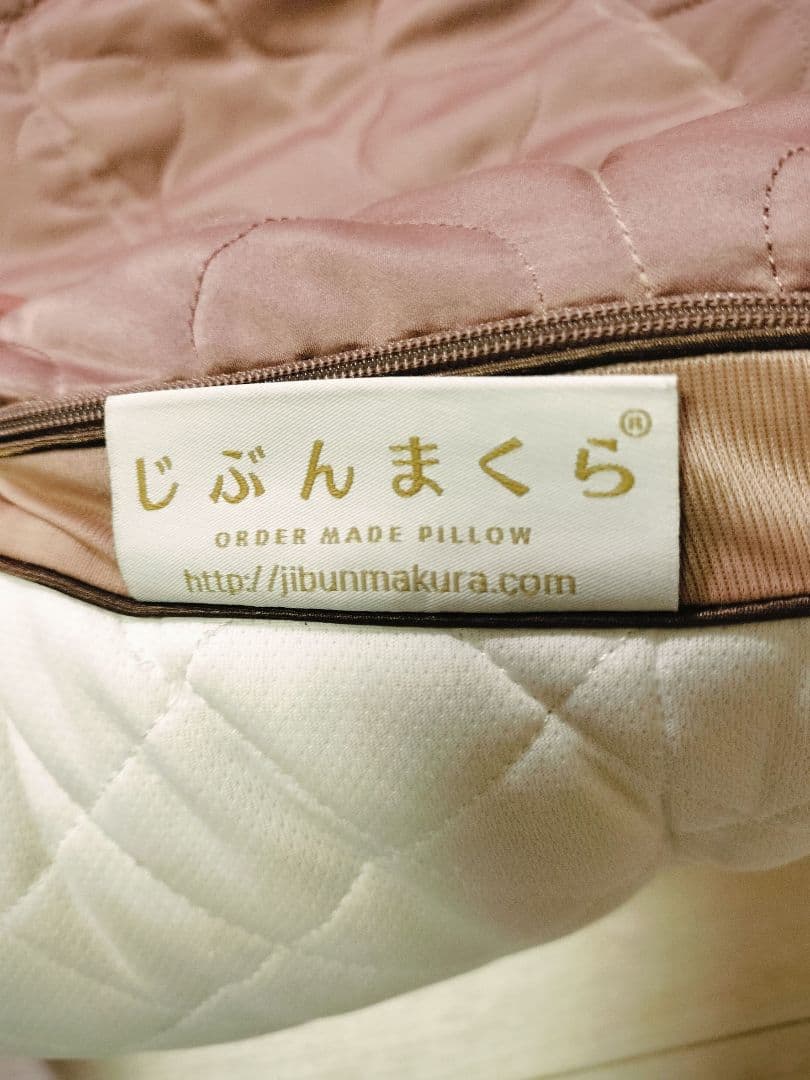 じぶんまくら®
ORDER MADE PILLOW
http://jibunmakura.com